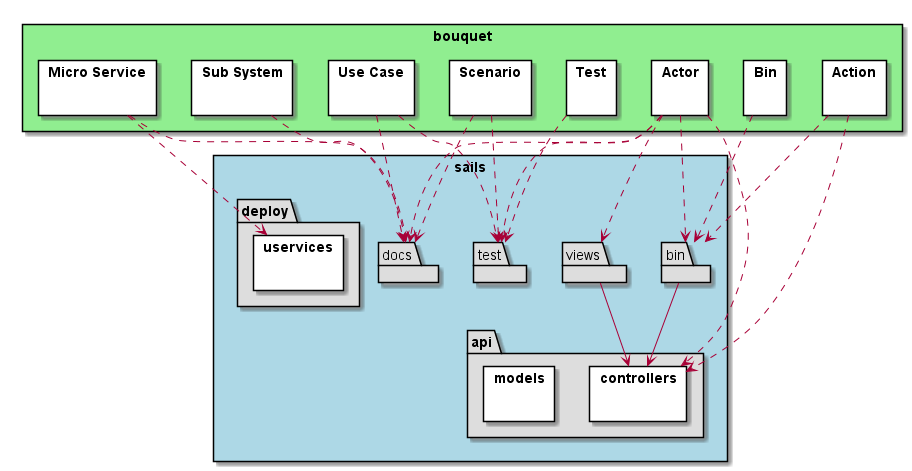 bouquet
Micro Service
Sub System
Use Case
Scenario
Test
Actor
Bin
Action
sails
deploy
uservices
docs
test
views
bin
api
models
controllers